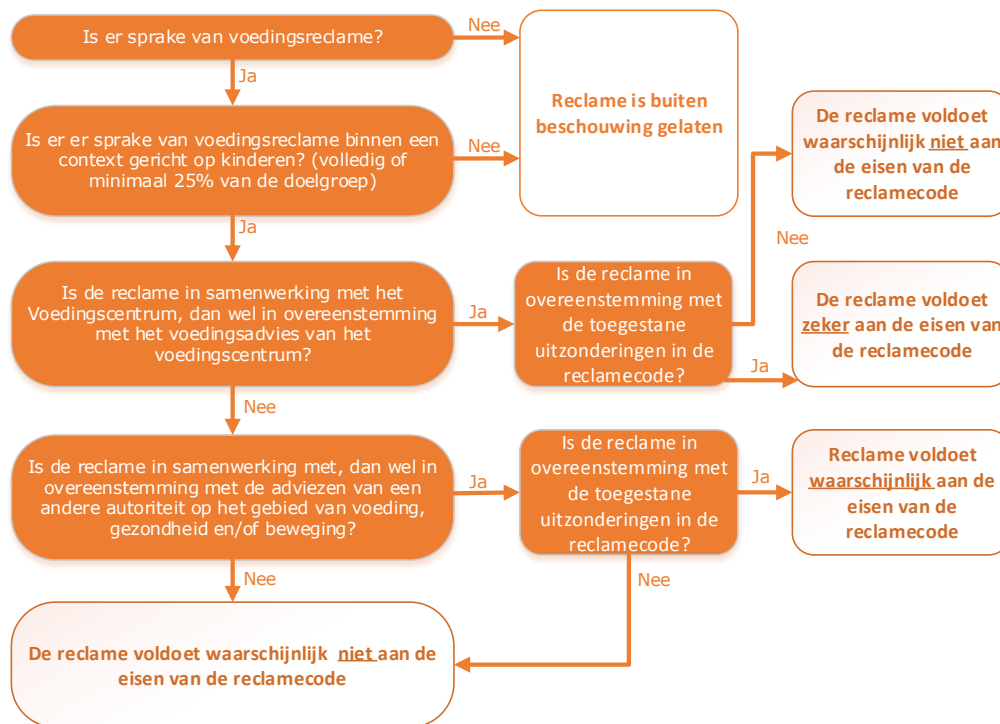 Is er sprake van voedingsreclame?
Nee
Ja
Reclame is buiten
beschouwing gelaten
Is er er sprake van voedingsreclame binnen een
context gericht op kinderen? (volledig of
minimaal 25% van de doelgroep)
Nee
Ja
De reclame voldoet
waarschijnlijk niet aan
de eisen van de
reclamecode
Is de reclame in samenwerking met het
Voedingscentrum, dan wel in overeenstemming
met het voedingsadvies van het
voedingscentrum?
Ja
Nee
Is de reclame in
overeenstemming met
de toegestane
uitzonderingen in de
reclamecode?
Nee
Ja
De reclame voldoet
zeker aan de eisen van
de reclamecode
Is de reclame in samenwerking met, dan wel in
overeenstemming met de adviezen van een
andere autoriteit op het gebied van voeding,
gezondheid en/of beweging?
Ja
Nee
Is de reclame in
overeenstemming met
de toegestane
uitzonderingen in de
reclamecode?
Ja
Nee
Reclame voldoet
waarschijnlijk aan de
eisen van de
reclamecode
De reclame voldoet waarschijnlijk niet aan de
eisen van de reclamecode